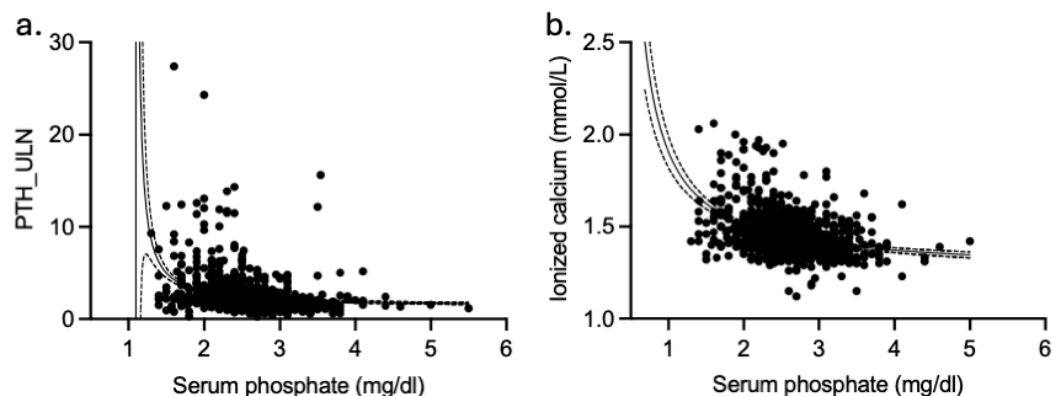 a.
30
20
10
0
PTH_ULN
1 2 3 4 5 6
Serum phosphate (mg/dl)
b.
2.5
2.0
1.5
1.0
Ionized calcium (mmol/L)
1 2 3 4 5 6
Serum phosphate (mg/dl)